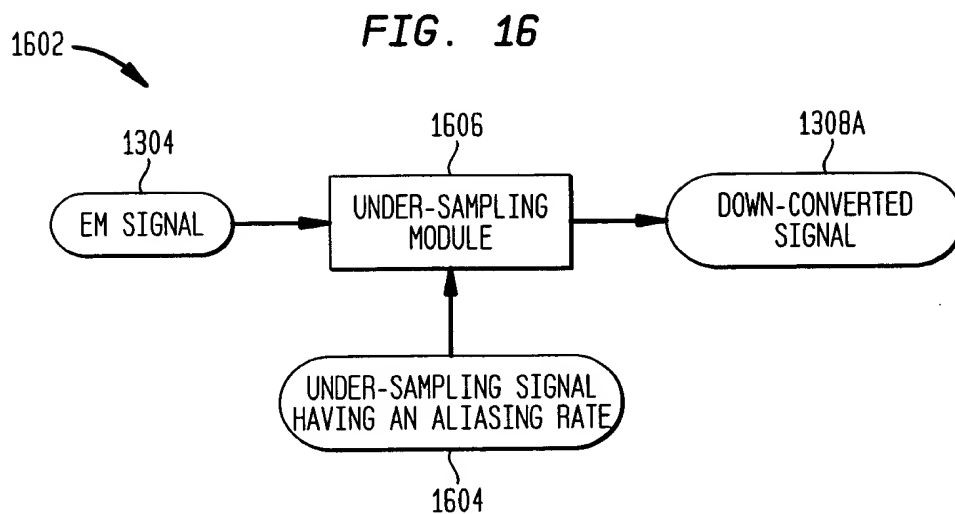 FIG. 16
1602
1304
1606
1308A
EM SIGNAL
UNDER-SAMPLING
MODULE
DOWN-CONVERTED
SIGNAL
UNDER-SAMPLING SIGNAL
HAVING AN ALIASING RATE
1604